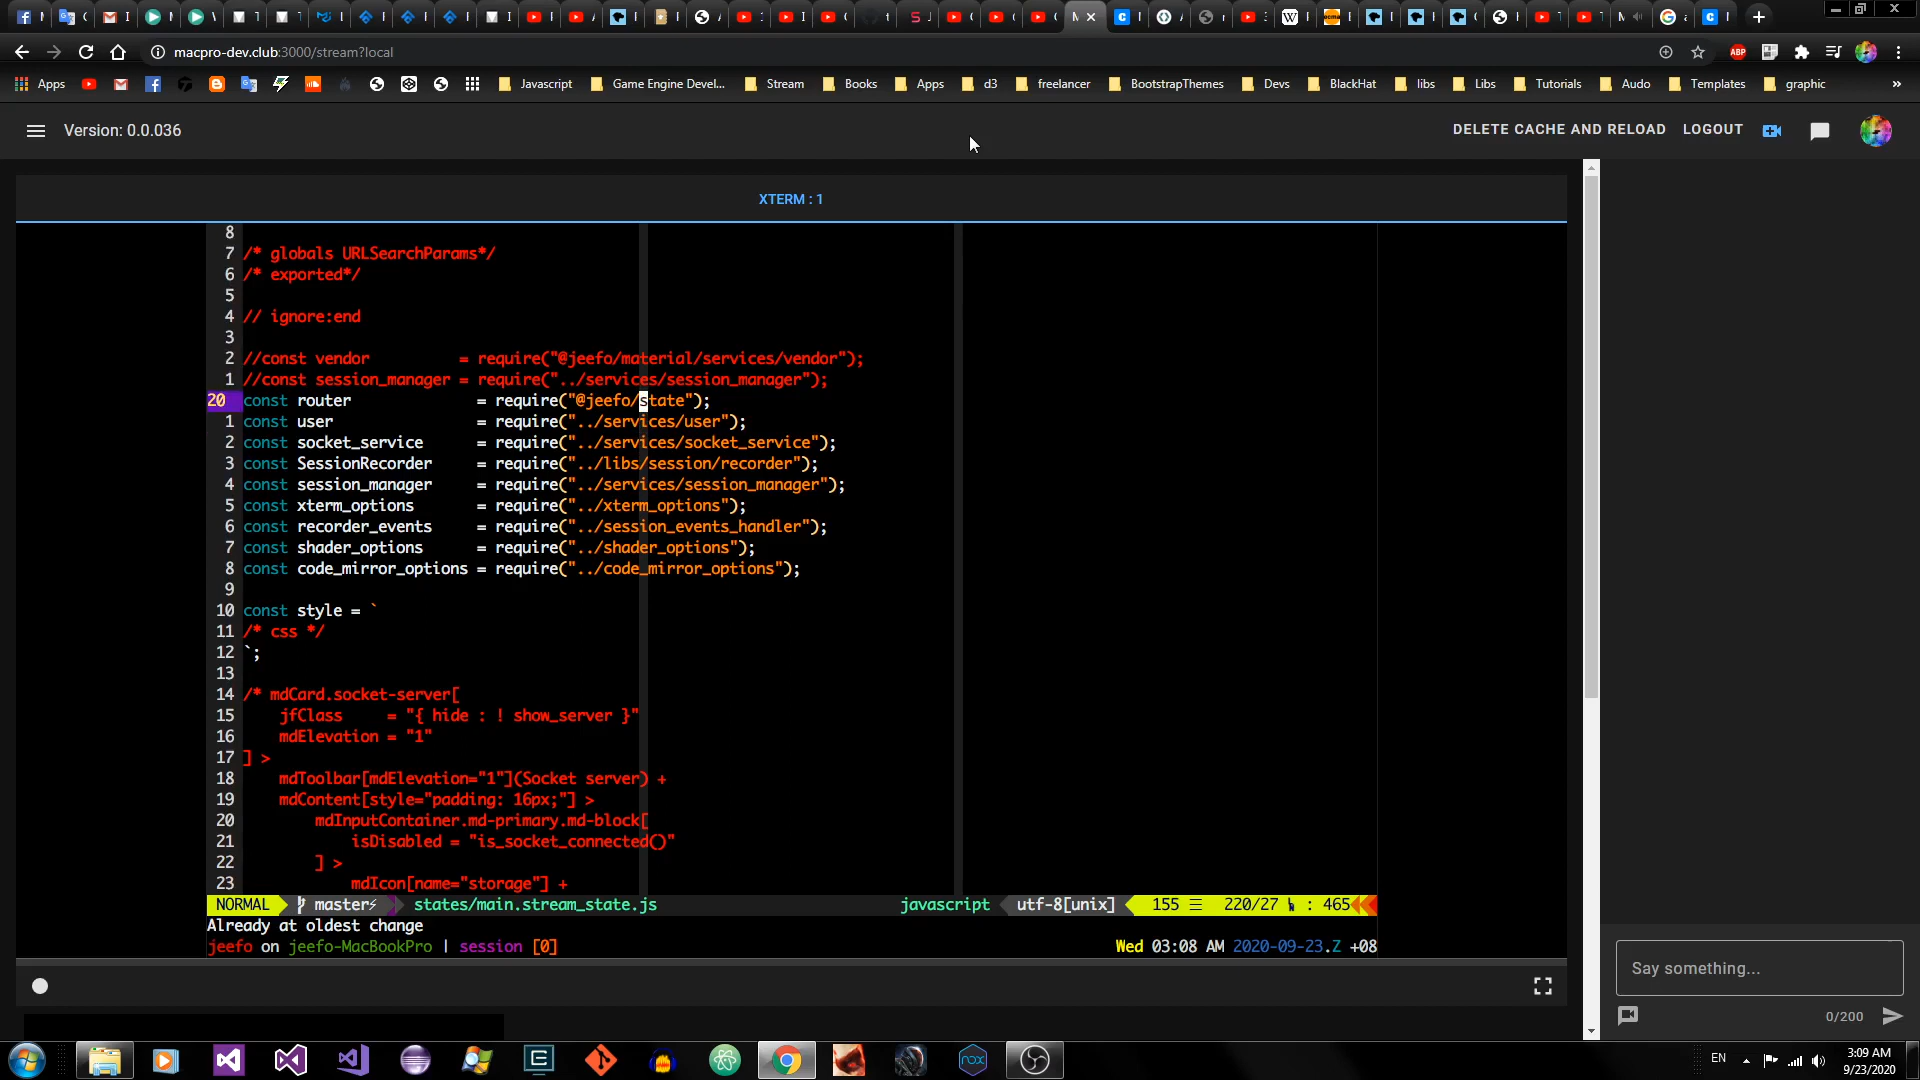 macpro-dev.club:3000/stream?local
Apps
Javascript
Game Engine Devel...
Stream
Books
Apps
d3
freelancer
BootstrapThemes
Devs
BlackHat
libs
Libs
Tutorials
Audo
Templates
graphic
»
Version: 0.0.036
DELETE CACHE AND RELOAD
LOGOUT
XTERM : 1
8
7 /* globals URLSearchParams*/
6 /* exported*/
5
4 // ignore:end
3
2 //const vendor          = require("@jeefo/material/services/vendor");
1 //const session_manager = require("../services/session_manager");
20 const router              = require("@jeefo/state");
1 const user                = require("../services/user");
2 const socket_service      = require("../services/socket_service");
3 const SessionRecorder     = require("../libs/session/recorder");
4 const session_manager     = require("../services/session_manager");
5 const xterm_options       = require("../xterm_options");
6 const recorder_events     = require("../session_events_handler");
7 const shader_options      = require("../shader_options");
8 const code_mirror_options = require("../code_mirror_options");
9
10 const style = `
11 /* css */
12 `;
13
14 /* mdCard.socket-server[
15     jfClass     = "{ hide : ! show_server }"
16     mdElevation = "1"
17 ] >
18     mdToolbar[mdElevation="1"](Socket server) +
19     mdContent[style="padding: 16px;"] >
20         mdInputContainer.md-primary.md-block[
21             isDisabled = "is_socket_connected()"
22         ] >
23             mdIcon[name="storage"] +
NORMAL master⚡ states/main.stream_state.js javascript utf-8[unix] 155 ☰ 220/27 : 465
Already at oldest change
jeefo on jeefo-MacBookPro | session [0] Wed 03:08 AM 2020-09-23.Z +08
Say something...
0/200
EN
3:09 AM
9/23/2020